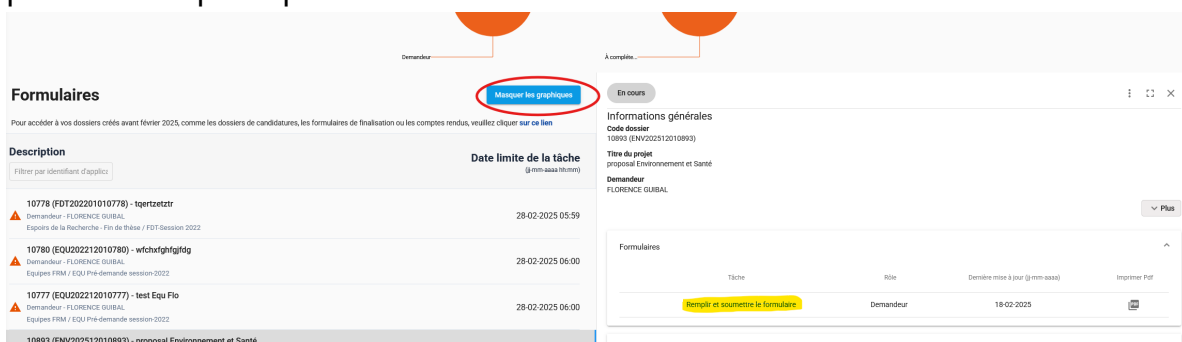 Demandeur
À complète...
Formulaires
Masquer les graphiques
Pour accéder à vos dossiers créés avant février 2025, comme les dossiers de candidatures, les formulaires de finalisation ou les comptes rendus, veuillez cliquer sur ce lien
Description
Date limite de la tâche
(jj-mm-aaaa hh:mm)
Filtrer par identifiant d'applica
10778 (FDT202201010778) - tqertzetztr
Demandeur - FLORENCE GUIBAL
Espoirs de la Recherche - Fin de thèse / FDT-Session 2022
28-02-2025 05:59
10780 (EQU202212010780) - wfchxfghfgjfdg
Demandeur - FLORENCE GUIBAL
Equipes FRM / EQU Pré-demande session-2022
28-02-2025 06:00
10777 (EQU202212010777) - test Equ Flo
Demandeur - FLORENCE GUIBAL
Equipes FRM / EQU Pré-demande session-2022
28-02-2025 06:00
10893 (ENV202512010893) - proposal Environnement et Santé
En cours
Informations générales
Code dossier
10893 (ENV202512010893)
Titre du projet
proposal Environnement et Santé
Demandeur
FLORENCE GUIBAL
Plus
Formulaires
Tâche Rôle Dernière mise à jour (jj-mm-aaaa) Imprimer Pdf
Remplir et soumettre le formulaire Demandeur 18-02-2025